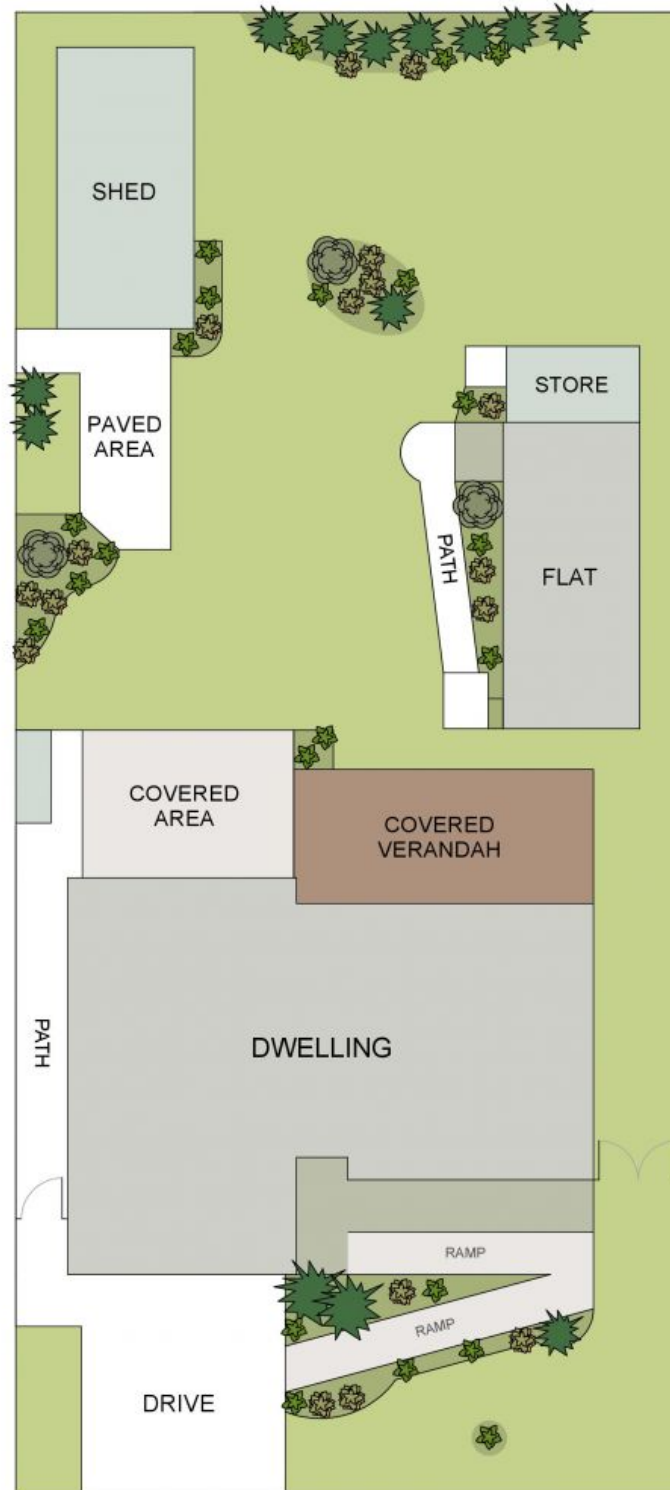 SHED
PAVED
AREA
STORE
PATH
FLAT
COVERED
AREA
COVERED
VERANDAH
PATH
DWELLING
RAMP
RAMP
DRIVE